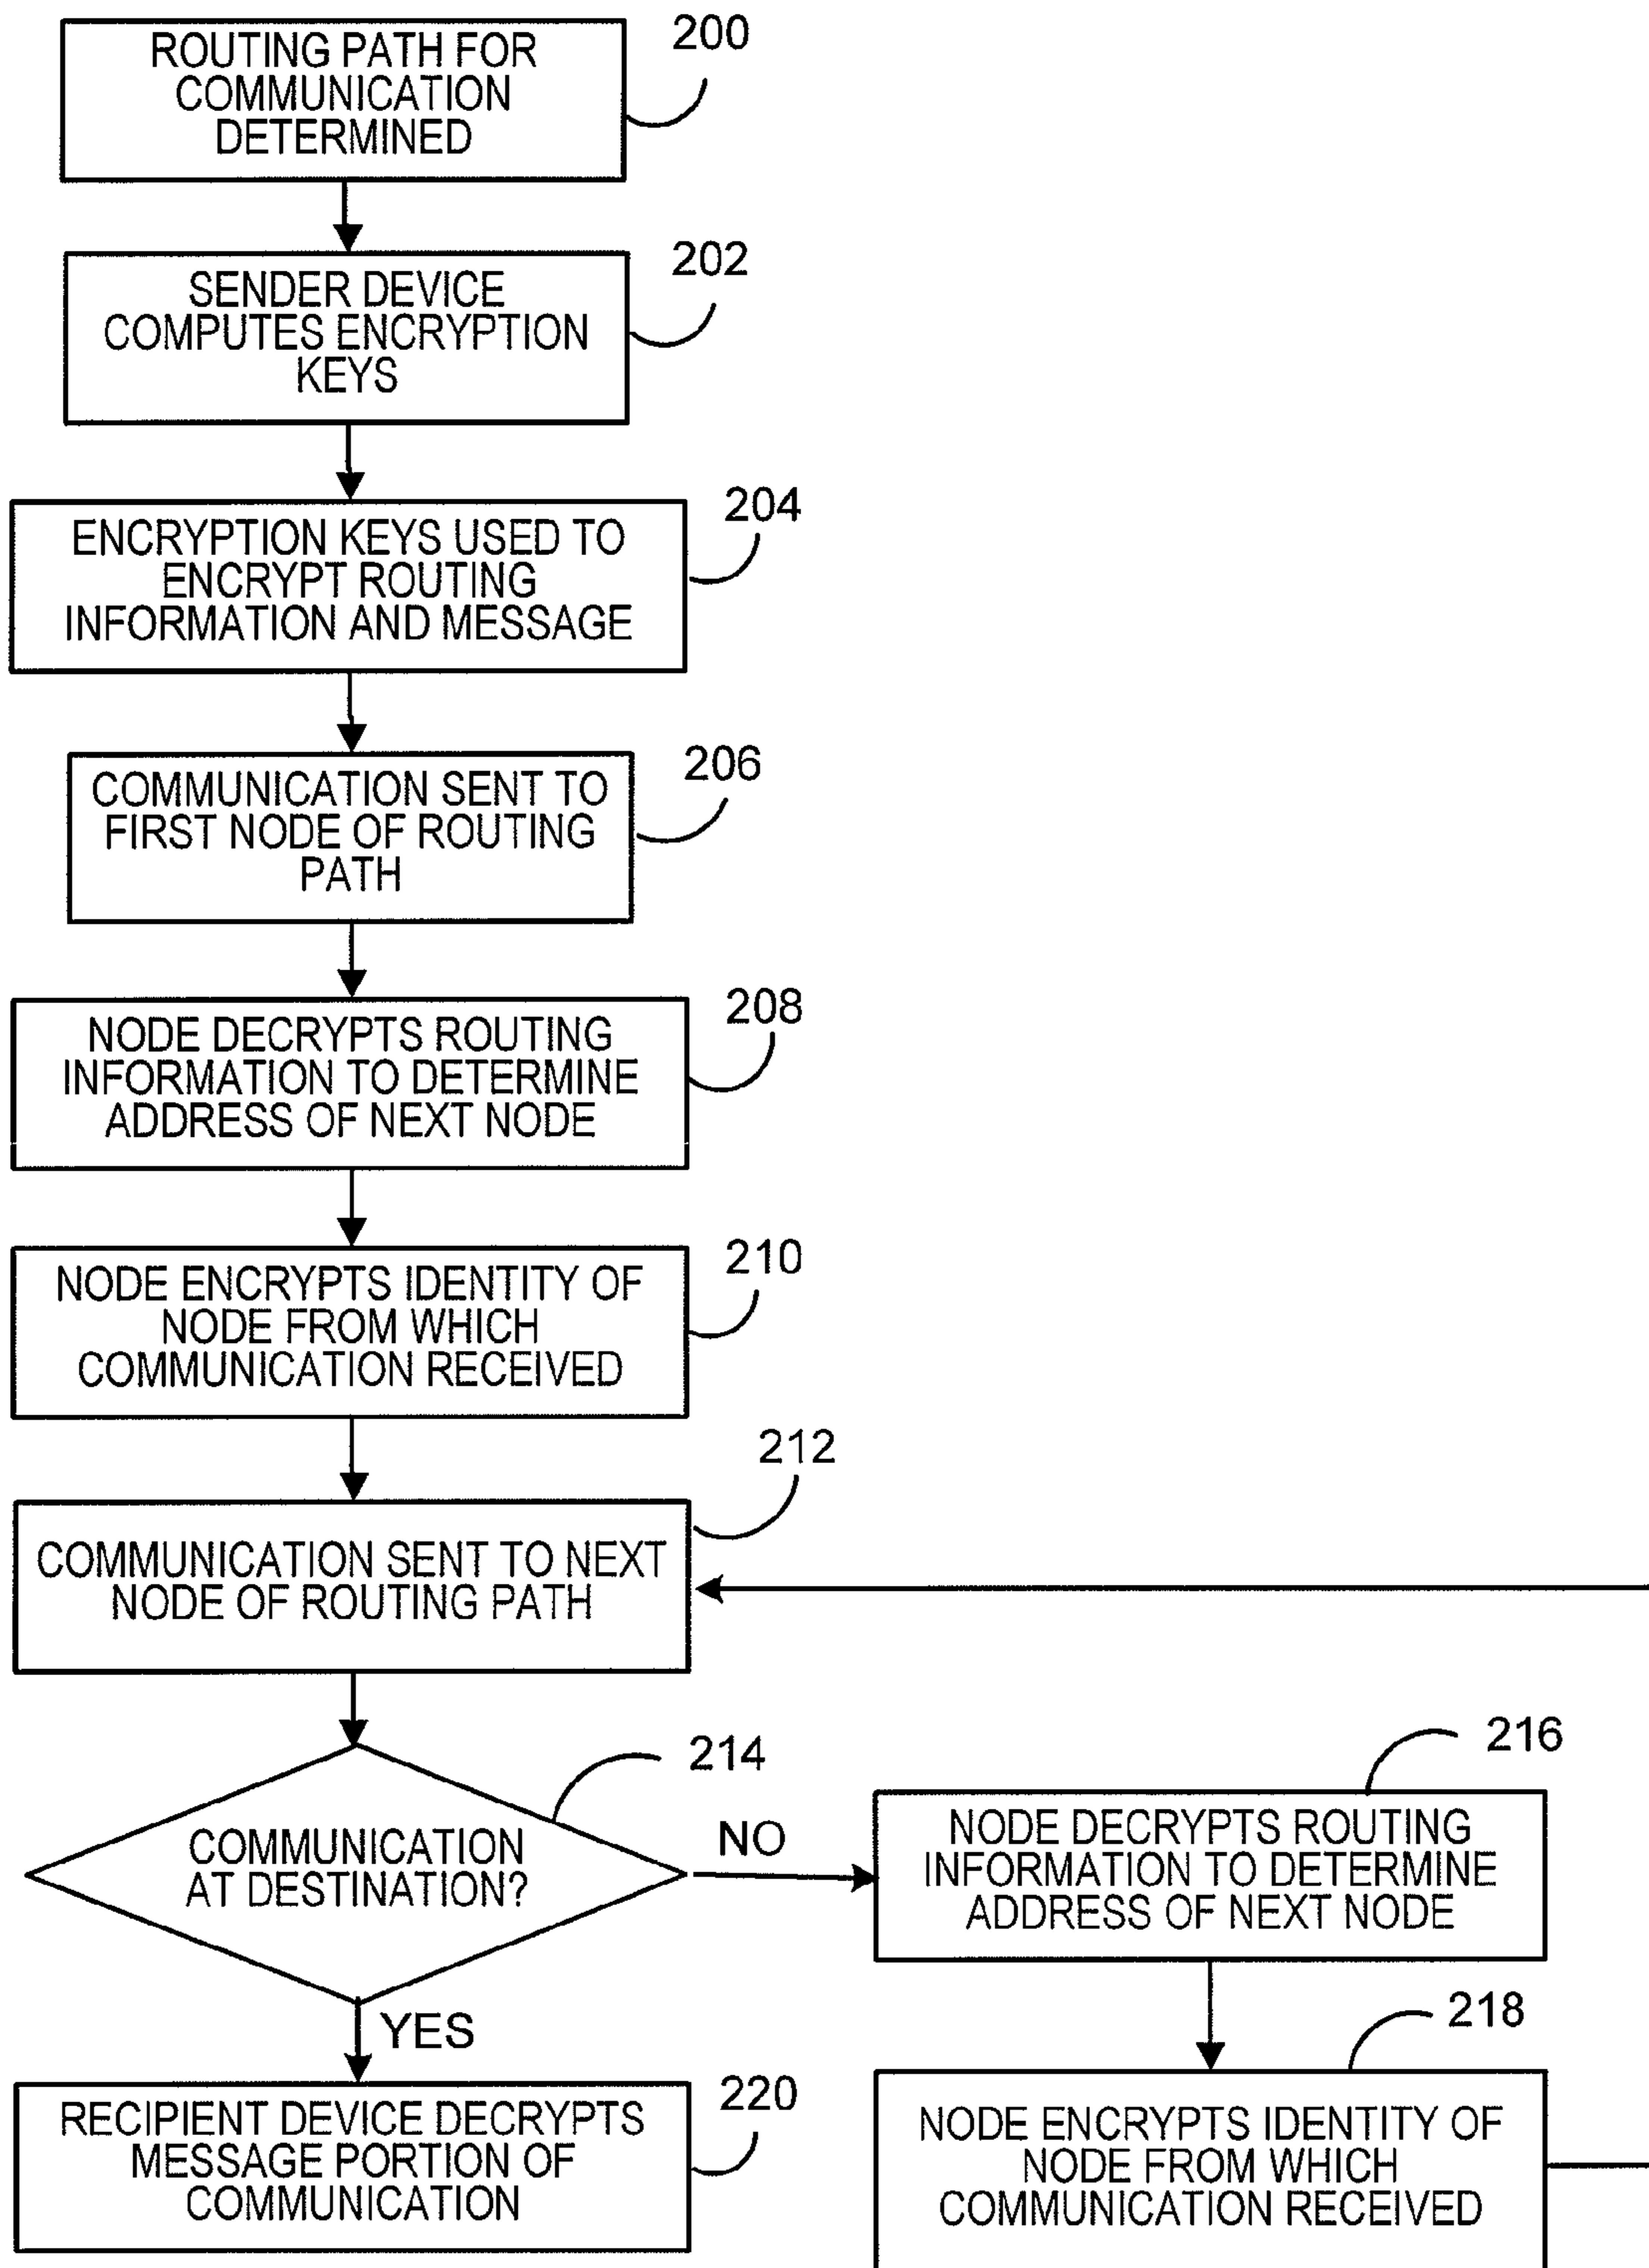 ROUTING PATH FOR
COMMUNICATION
DETERMINED
200
SENDER DEVICE
COMPUTES ENCRYPTION
KEYS
202
ENCRYPTION KEYS USED TO
ENCRYPT ROUTING
INFORMATION AND MESSAGE
204
COMMUNICATION SENT TO
FIRST NODE OF ROUTING
PATH
206
NODE DECRYPTS ROUTING
INFORMATION TO DETERMINE
ADDRESS OF NEXT NODE
208
NODE ENCRYPTS IDENTITY OF
NODE FROM WHICH
COMMUNICATION RECEIVED
210
COMMUNICATION SENT TO NEXT
NODE OF ROUTING PATH
212
COMMUNICATION
AT DESTINATION?
214
NO
NODE DECRYPTS ROUTING
INFORMATION TO DETERMINE
ADDRESS OF NEXT NODE
216
NODE ENCRYPTS IDENTITY OF
NODE FROM WHICH
COMMUNICATION RECEIVED
218
YES
RECIPIENT DEVICE DECRYPTS
MESSAGE PORTION OF
COMMUNICATION
220